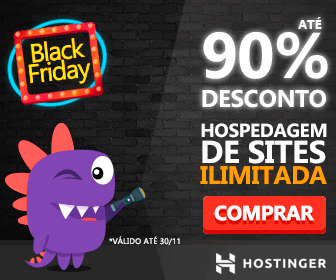 Black
Friday
ATÉ
90%
DESCONTO
HOSPEDAGEM
DE SITES
ILIMITADA
COMPRAR
*VÁLIDO ATÉ 30/11
HOSTINGER